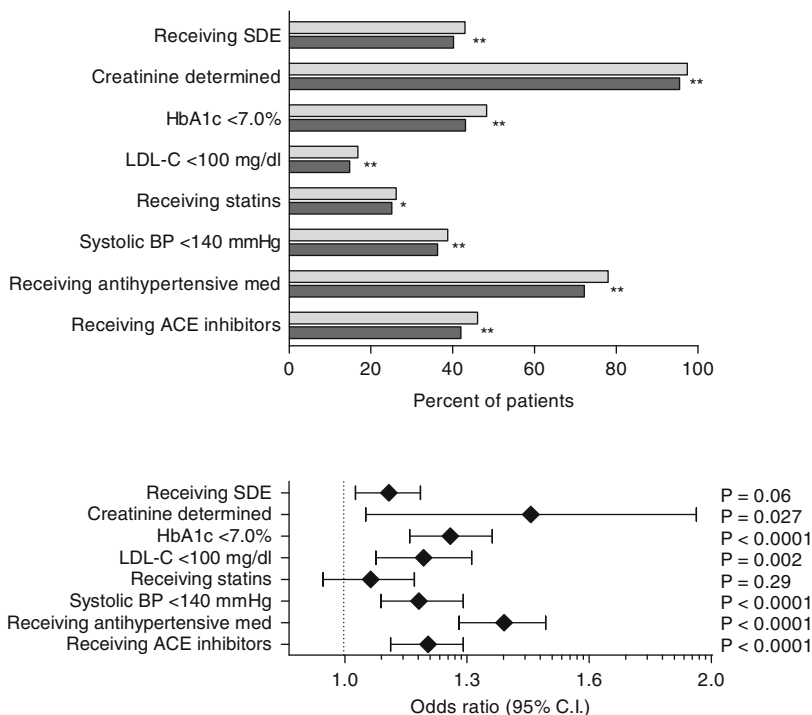 Receiving SDE **
Creatinine determined **
HbA1c <7.0% **
LDL-C <100 mg/dl **
Receiving statins *
Systolic BP <140 mmHg **
Receiving antihypertensive med **
Receiving ACE inhibitors **
0 20 40 60 80 100
Percent of patients
Receiving SDE P = 0.06
Creatinine determined P = 0.027
HbA1c <7.0% P < 0.0001
LDL-C <100 mg/dl P = 0.002
Receiving statins P = 0.29
Systolic BP <140 mmHg P < 0.0001
Receiving antihypertensive med P < 0.0001
Receiving ACE inhibitors P < 0.0001
1.0 1.3 1.6 2.0
Odds ratio (95% C.I.)